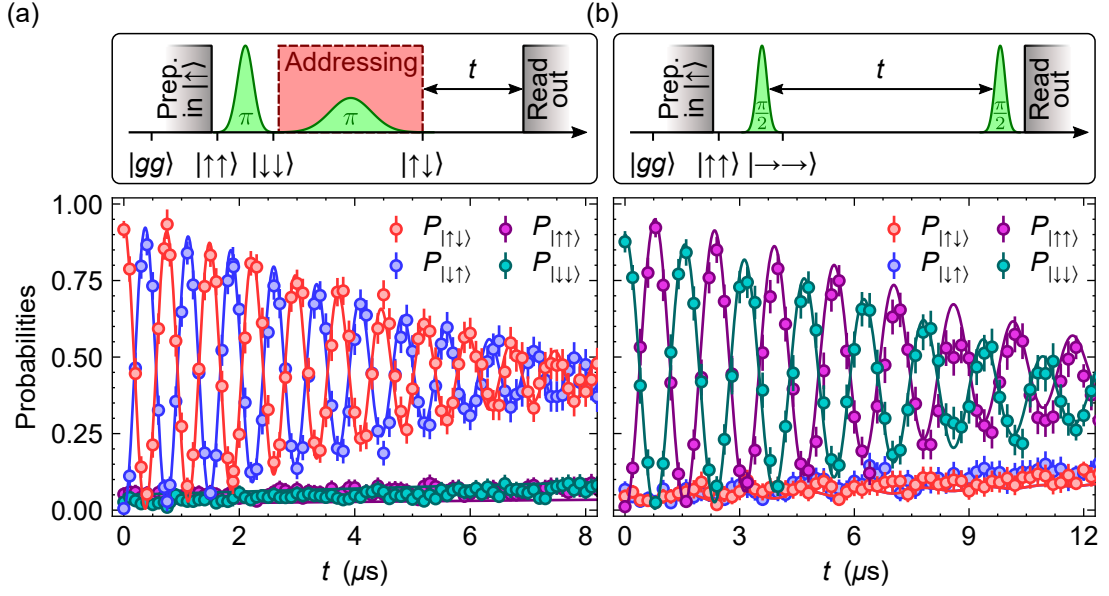 (a)
Prep. in |↑⟩
π
Addressing
π
t
Read out
|gg⟩ |↑↑⟩ |↓↓⟩ |↑↓⟩
1.00
0.75
0.50
0.25
0.00
Probabilities
P|↑↓⟩ P|↑↑⟩
P|↓↑⟩ P|↓↓⟩
0 2 4 6 8
t (μs)
(b)
Prep. in |↑⟩
π/2
t
π/2
Read out
|gg⟩ |↑↑⟩ |→→⟩
P|↑↓⟩ P|↑↑⟩
P|↓↑⟩ P|↓↓⟩
0 3 6 9 12
t (μs)